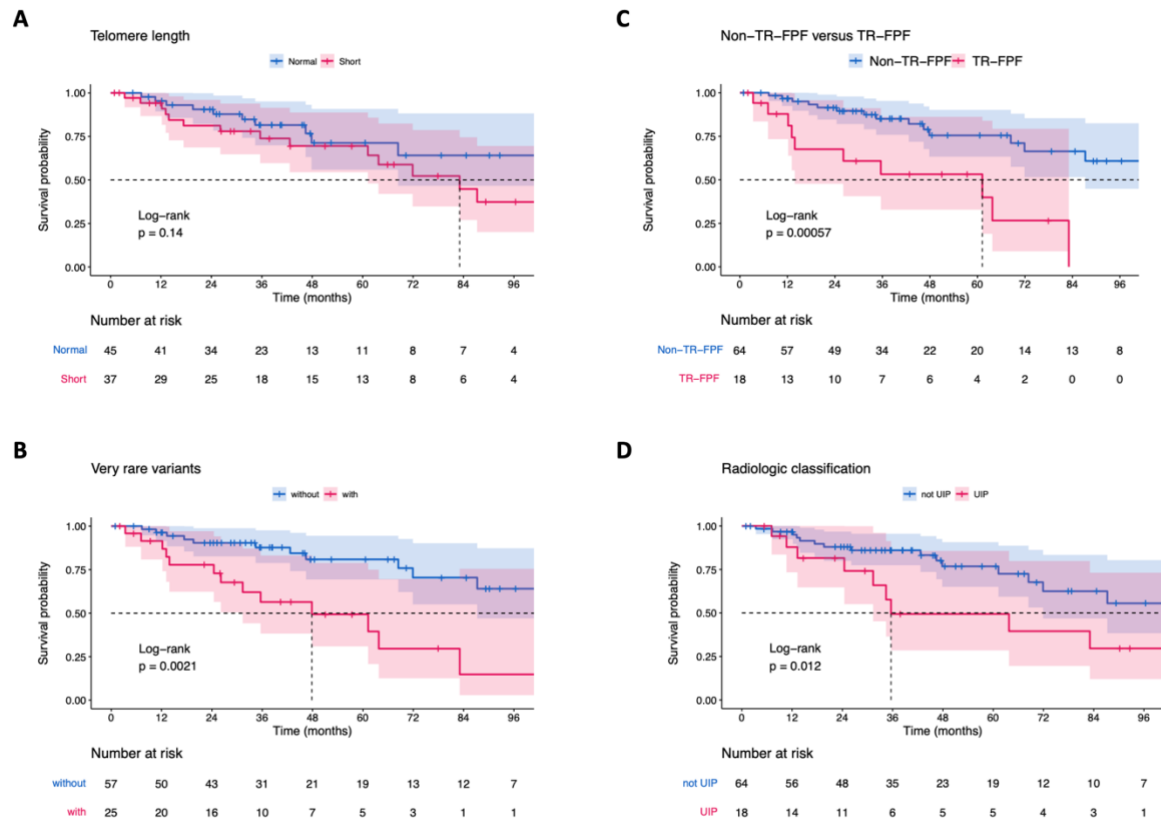 A
Telomere length
Normal Short
Survival probability
1.00
0.75
0.50
0.25
0.00
Log-rank
p = 0.14
0 12 24 36 48 60 72 84 96
Time (months)
Number at risk
Normal 45 41 34 23 13 11 8 7 4
Short 37 29 25 18 15 13 8 6 4
C
Non-TR-FPF versus TR-FPF
Non-TR-FPF TR-FPF
Survival probability
1.00
0.75
0.50
0.25
0.00
Log-rank
p = 0.00057
0 12 24 36 48 60 72 84 96
Time (months)
Number at risk
Non-TR-FPF 64 57 49 34 22 20 14 13 8
TR-FPF 18 13 10 7 6 4 2 0 0
B
Very rare variants
without with
Survival probability
1.00
0.75
0.50
0.25
0.00
Log-rank
p = 0.0021
0 12 24 36 48 60 72 84 96
Time (months)
Number at risk
without 57 50 43 31 21 19 13 12 7
with 25 20 16 10 7 5 3 1 1
D
Radiologic classification
not UIP UIP
Survival probability
1.00
0.75
0.50
0.25
0.00
Log-rank
p = 0.012
0 12 24 36 48 60 72 84 96
Time (months)
Number at risk
not UIP 64 56 48 35 23 19 12 10 7
UIP 18 14 11 6 5 5 4 3 1